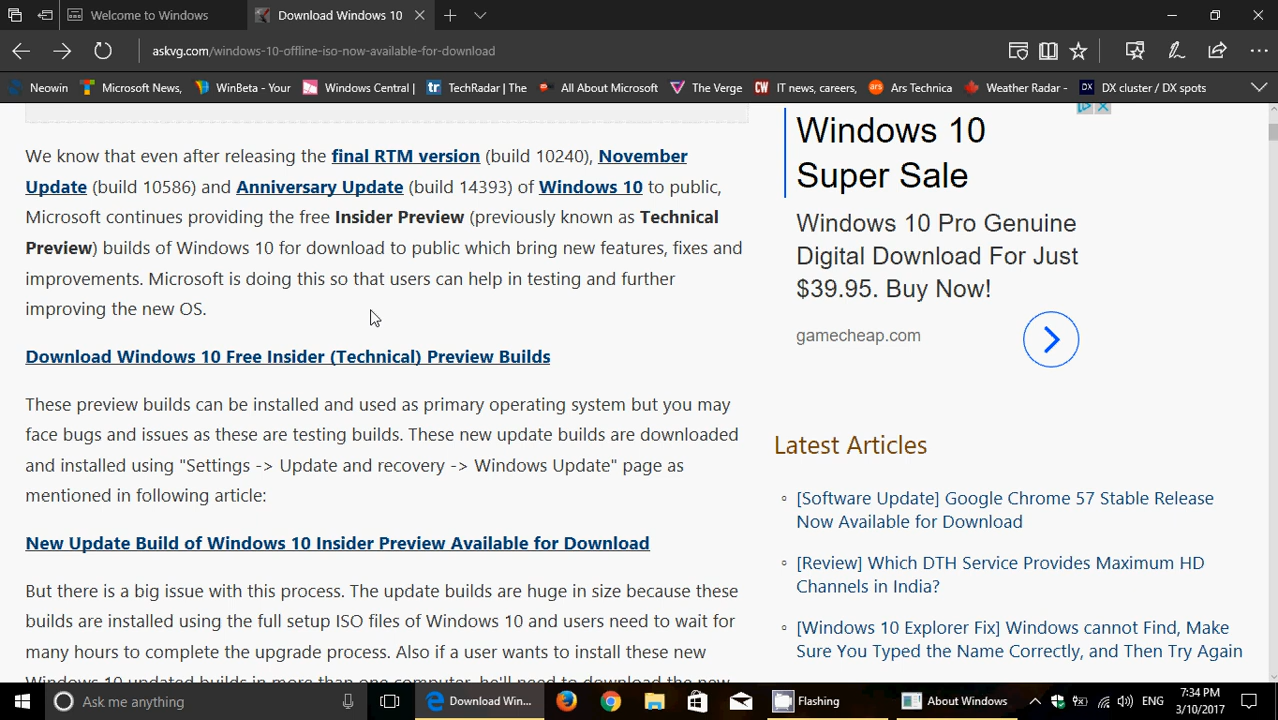 Welcome to Windows
Download Windows 10
askvg.com/windows-10-offline-iso-now-available-for-download
Neowin
Microsoft News,
WinBeta - Your
Windows Central |
tr TechRadar | The
All About Microsoft
The Verge
CW IT news, careers,
ars Ars Technica
Weather Radar -
DX DX cluster / DX spots
We know that even after releasing the final RTM version (build 10240), November
Update (build 10586) and Anniversary Update (build 14393) of Windows 10 to public,
Microsoft continues providing the free Insider Preview (previously known as Technical
Preview) builds of Windows 10 for download to public which bring new features, fixes and
improvements. Microsoft is doing this so that users can help in testing and further
improving the new OS.
Download Windows 10 Free Insider (Technical) Preview Builds
These preview builds can be installed and used as primary operating system but you may
face bugs and issues as these are testing builds. These new update builds are downloaded
and installed using "Settings -> Update and recovery -> Windows Update" page as
mentioned in following article:
New Update Build of Windows 10 Insider Preview Available for Download
But there is a big issue with this process. The update builds are huge in size because these
builds are installed using the full setup ISO files of Windows 10 and users need to wait for
many hours to complete the upgrade process. Also if a user wants to install these new
Windows 10 updated builds in more than one computer, he'll need to download the new
Windows 10
Super Sale
Windows 10 Pro Genuine
Digital Download For Just
$39.95. Buy Now!
gamecheap.com
Latest Articles
[Software Update] Google Chrome 57 Stable Release
Now Available for Download
[Review] Which DTH Service Provides Maximum HD
Channels in India?
[Windows 10 Explorer Fix] Windows cannot Find, Make
Sure You Typed the Name Correctly, and Then Try Again
Ask me anything
Download Win...
Flashing
About Windows
ENG
7:34 PM
3/10/2017